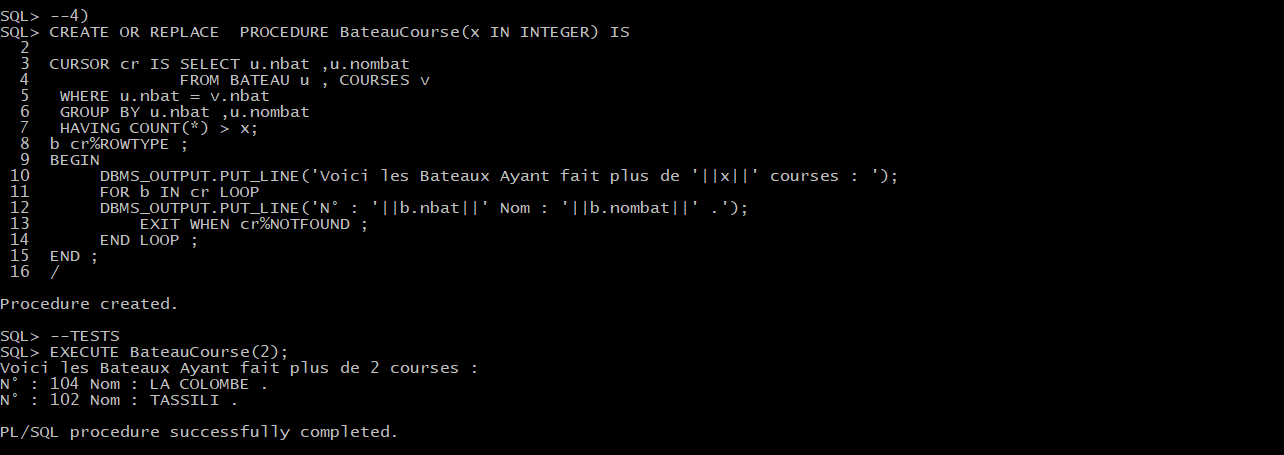 SQL> --4)
SQL> CREATE OR REPLACE  PROCEDURE BateauCourse(x IN INTEGER) IS
  2
  3  CURSOR cr IS SELECT u.nbat ,u.nombat
  4               FROM BATEAU u , COURSES v
  5   WHERE u.nbat = v.nbat
  6   GROUP BY u.nbat ,u.nombat
  7   HAVING COUNT(*) > x;
  8  b cr%ROWTYPE ;
  9  BEGIN
 10       DBMS_OUTPUT.PUT_LINE('Voici les Bateaux Ayant fait plus de '||x||' courses : ');
 11       FOR b IN cr LOOP
 12       DBMS_OUTPUT.PUT_LINE('N° : '||b.nbat||' Nom : '||b.nombat||' .');
 13           EXIT WHEN cr%NOTFOUND ;
 14       END LOOP ;
 15  END ;
 16  /
Procedure created.
SQL> --TESTS
SQL> EXECUTE BateauCourse(2);
Voici les Bateaux Ayant fait plus de 2 courses :
N° : 104 Nom : LA COLOMBE .
N° : 102 Nom : TASSILI .
PL/SQL procedure successfully completed.